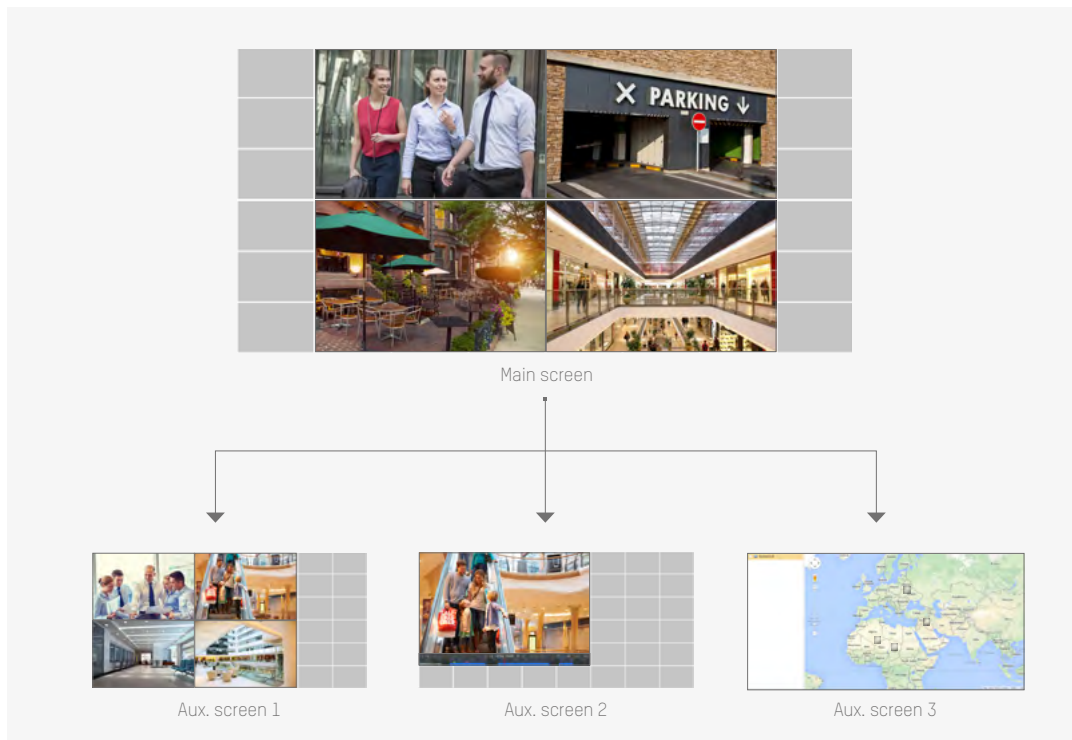 PARKING
Main screen
Aux. screen 1
Aux. screen 2
Aux. screen 3